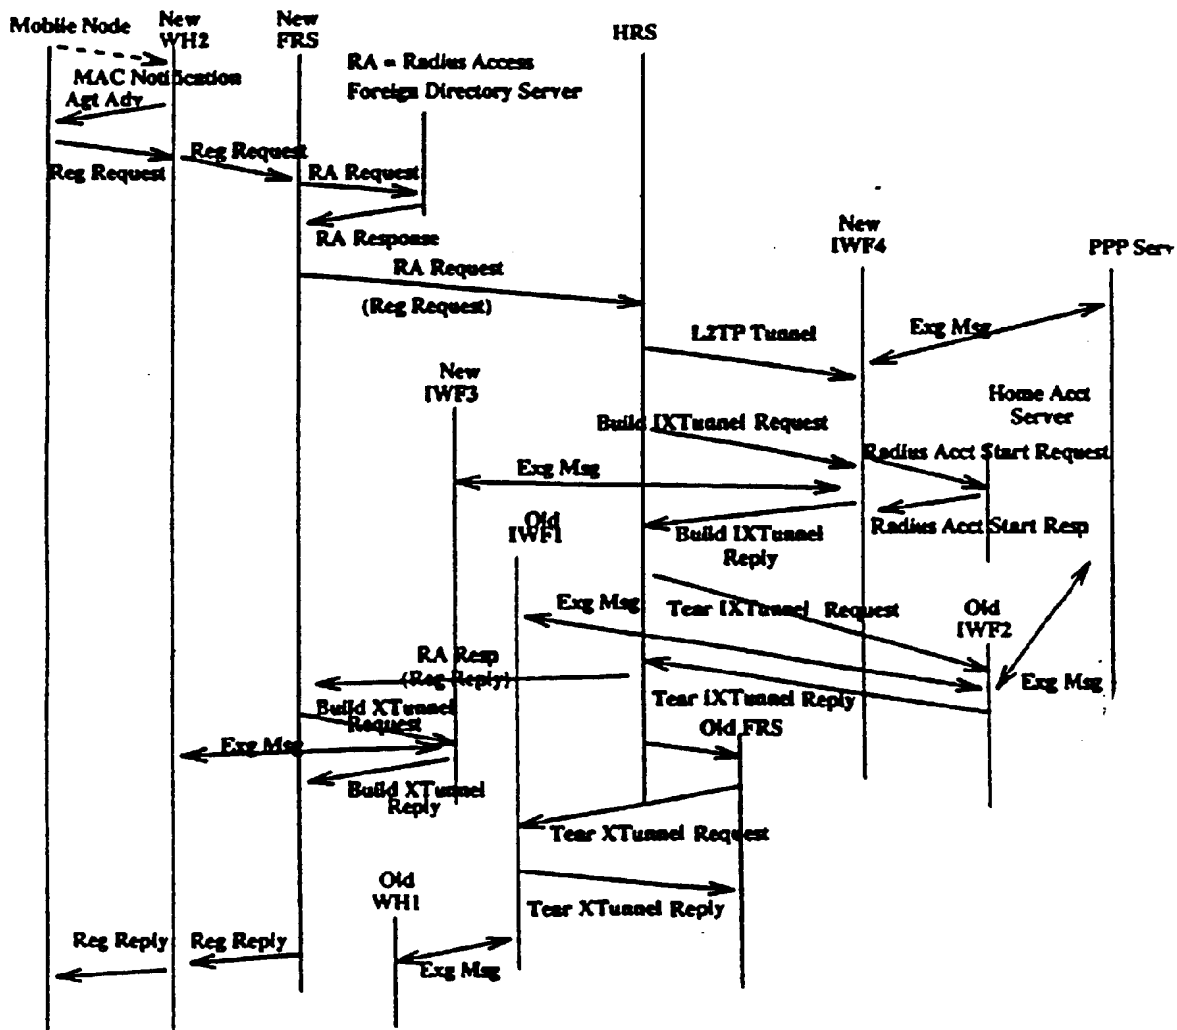 Mobile Node
New
WH2
New
FRS
HRS
RA = Radius Access
Foreign Directory Server
MAC Notification
Agt Adv
Reg Request
Reg Request
RA Request
RA Response
New
IWF4
PPP Serv
RA Request
(Reg Request)
L2TP Tunnel
Exg Msg
New
IWF3
Home Acct
Server
Build IXTunnel Request
Radius Acct Start Request
Exg Msg
Old
IWF1
Build IXTunnel
Reply
Radius Acct Start Resp
Exg Msg
Tear IXTunnel Request
Old
IWF2
RA Resp
(Reg Reply)
Tear IXTunnel Reply
Exg Msg
Build XTunnel
Request
Old FRS
Exg Msg
Build XTunnel
Reply
Tear XTunnel Request
Old
WH1
Tear XTunnel Reply
Reg Reply
Reg Reply
Exg Msg